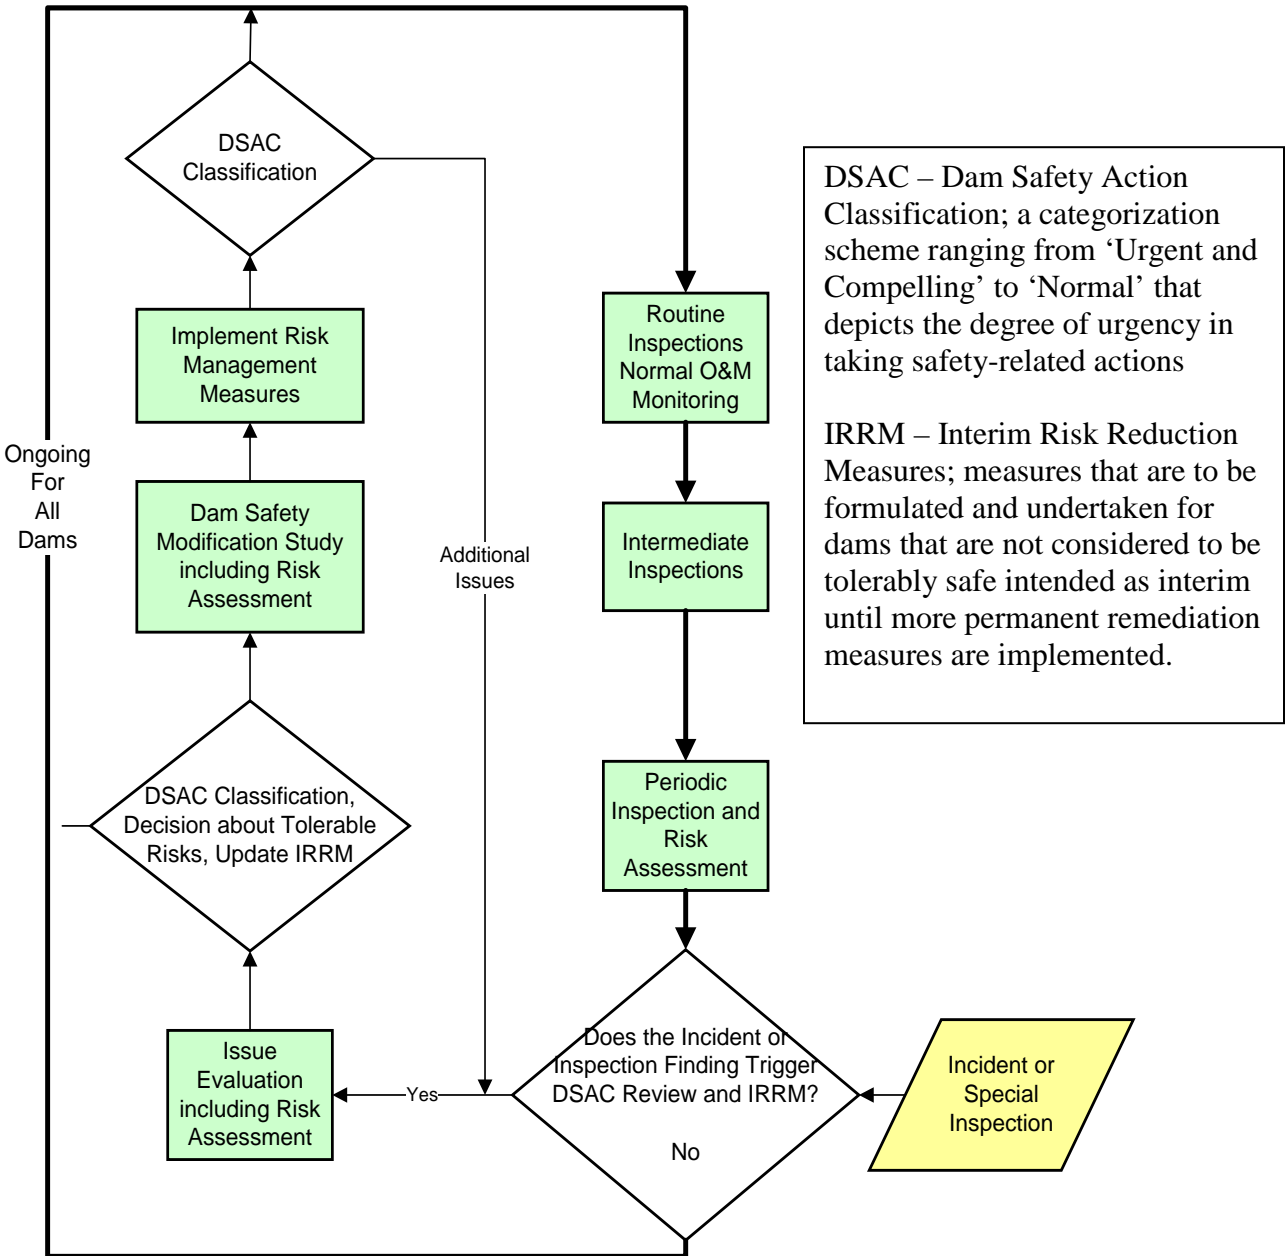 DSAC
Classification
Implement Risk
Management
Measures
Ongoing
For
All
Dams
Dam Safety
Modification Study
including Risk
Assessment
Additional
Issues
DSAC Classification,
Decision about Tolerable
Risks, Update IRRM
Issue
Evaluation
including Risk
Assessment
Yes
Routine
Inspections
Normal O&M
Monitoring
Intermediate
Inspections
Periodic
Inspection and
Risk
Assessment
Does the Incident or
Inspection Finding Trigger
DSAC Review and IRRM?
No
Incident or
Special
Inspection
DSAC – Dam Safety Action
Classification; a categorization
scheme ranging from ‘Urgent and
Compelling’ to ‘Normal’ that
depicts the degree of urgency in
taking safety-related actions
IRRM – Interim Risk Reduction
Measures; measures that are to be
formulated and undertaken for
dams that are not considered to be
tolerably safe intended as interim
until more permanent remediation
measures are implemented.